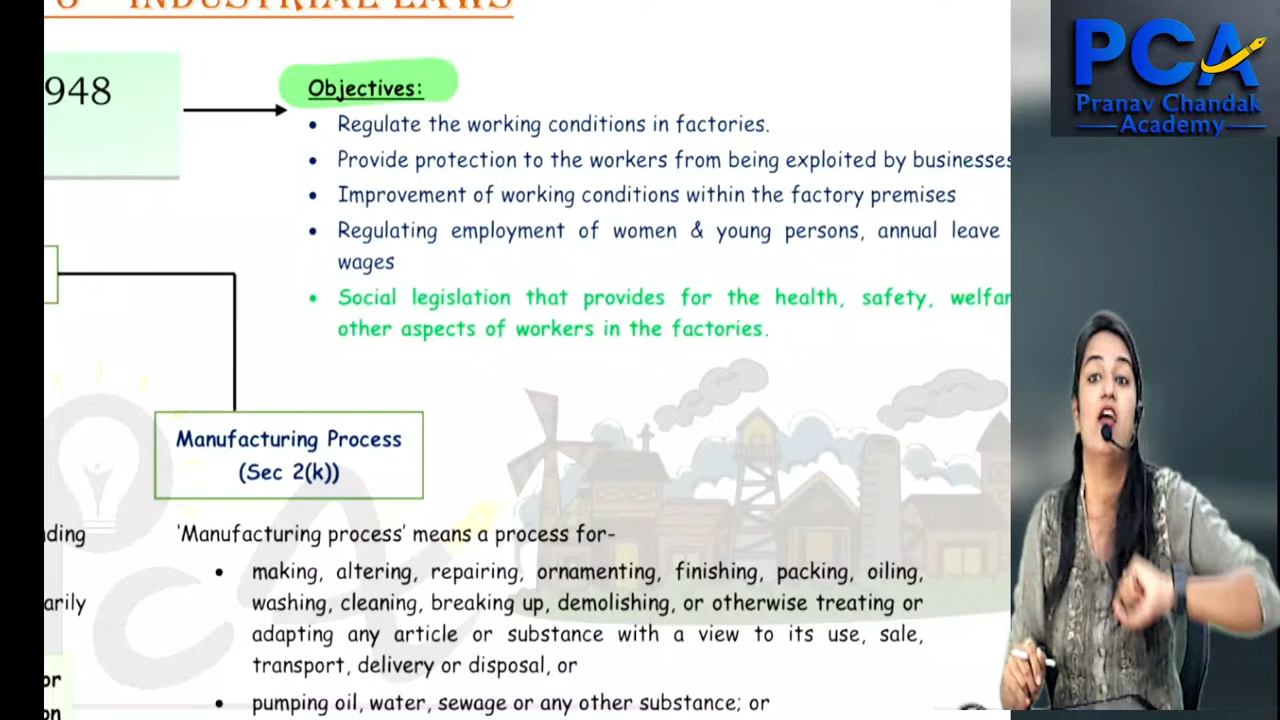 INDUSTRIAL LAWS
948
Objectives:
• Regulate the working conditions in factories.
• Provide protection to the workers from being exploited by businesses
• Improvement of working conditions within the factory premises
• Regulating employment of women & young persons, annual leave
wages
• Social legislation that provides for the health, safety,
other aspects of workers in the factories.
Manufacturing Process
(Sec 2(k))
'Manufacturing process' means a process for-
• making, altering, repairing, ornamenting, finishing, packing, oiling,
washing, cleaning, breaking up, demolishing, or otherwise treating or
adapting any article or substance with a view to its use, sale,
transport, delivery or disposal, or
• pumping oil, water, sewage or any other substance; or
or
PCA
Pranav Chandak
Academy